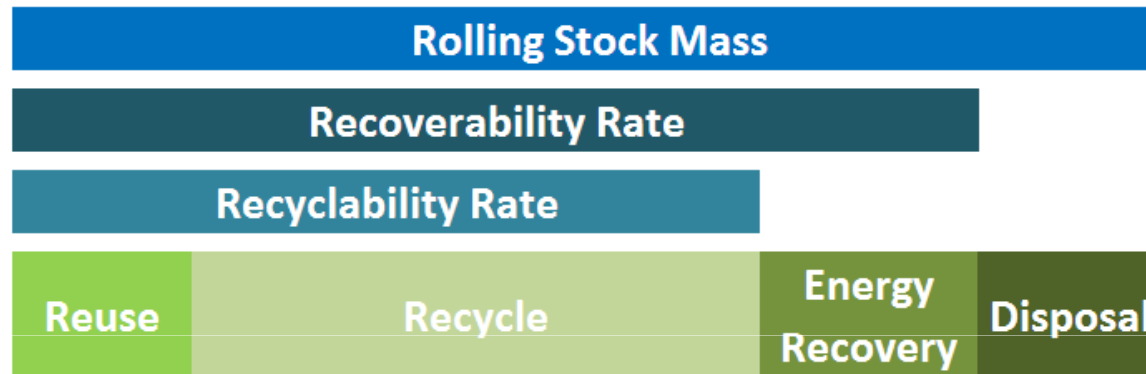 Rolling Stock Mass
Recoverability Rate
Recyclability Rate
Reuse
Recycle
Energy
Recovery
Disposal